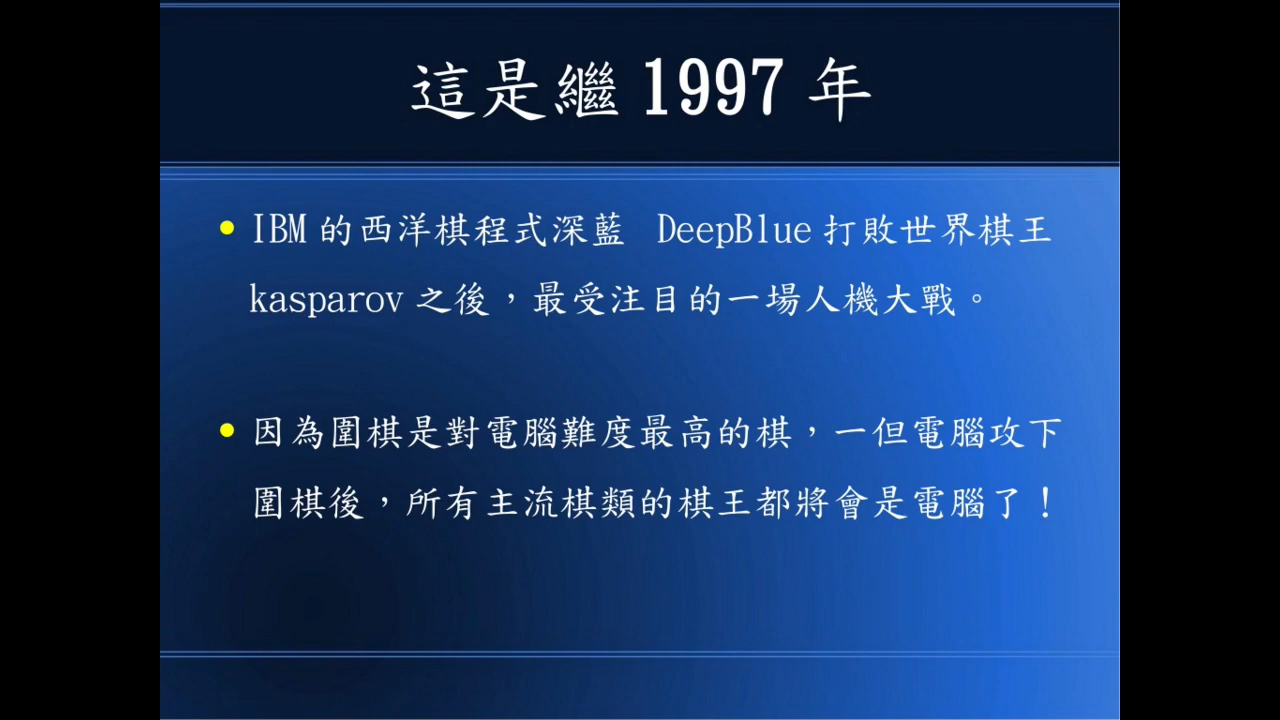 這是繼 1997 年
• IBM 的西洋棋程式深藍 DeepBlue 打敗世界棋王
kasparov 之後，最受注目的一場人機大戰。
• 因為圍棋是對電腦難度最高的棋，一但電腦攻下
圍棋後，所有主流棋類的棋王都將會是電腦了！